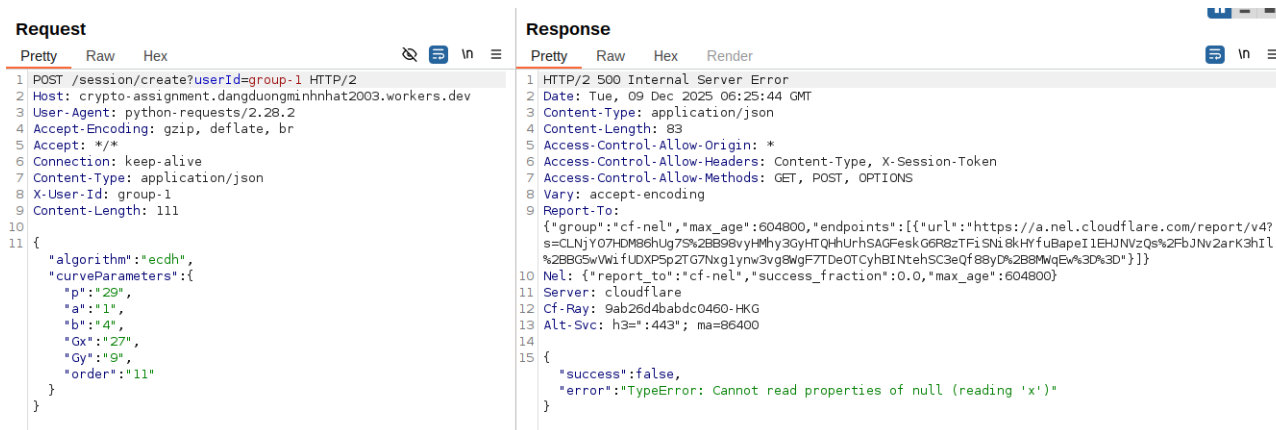 Request
Pretty Raw Hex \n
1 POST /session/create?userId=group-1 HTTP/2
2 Host: crypto-assignment.dangduongminhnhat2003.workers.dev
3 User-Agent: python-requests/2.28.2
4 Accept-Encoding: gzip, deflate, br
5 Accept: */*
6 Connection: keep-alive
7 Content-Type: application/json
8 X-User-Id: group-1
9 Content-Length: 111
10
11 {
"algorithm":"ecdh",
"curveParameters":{
"p":"29",
"a":"1",
"b":"4",
"Gx":"27",
"Gy":"9",
"order":"11"
}
}
Response
Pretty Raw Hex Render \n
1 HTTP/2 500 Internal Server Error
2 Date: Tue, 09 Dec 2025 06:25:44 GMT
3 Content-Type: application/json
4 Content-Length: 83
5 Access-Control-Allow-Origin: *
6 Access-Control-Allow-Headers: Content-Type, X-Session-Token
7 Access-Control-Allow-Methods: GET, POST, OPTIONS
8 Vary: accept-encoding
9 Report-To:
{"group":"cf-nel","max_age":604800,"endpoints":[{"url":"https://a.nel.cloudflare.com/report/v4?
s=CLNjY07HDM86hUg7S%2BB98vyHMhy3GyHTQHhUrhSAGFeskG6R8zTFiSNi8kHYfuBapeI1EHJNVzQs%2FbJNv2arK3hIl
%2BBG5wVWifUDXP5p2TG7Nxg1ynw3vg8WgF7TDeOTCyhBINtehSC3eQf88yD%2B8MWqEw%3D%3D"}]}
10 Nel: {"report_to":"cf-nel","success_fraction":0.0,"max_age":604800}
11 Server: cloudflare
12 Cf-Ray: 9ab26d4babdc0460-HKG
13 Alt-Svc: h3=":443"; ma=86400
14
15 {
"success":false,
"error":"TypeError: Cannot read properties of null (reading 'x')"
}